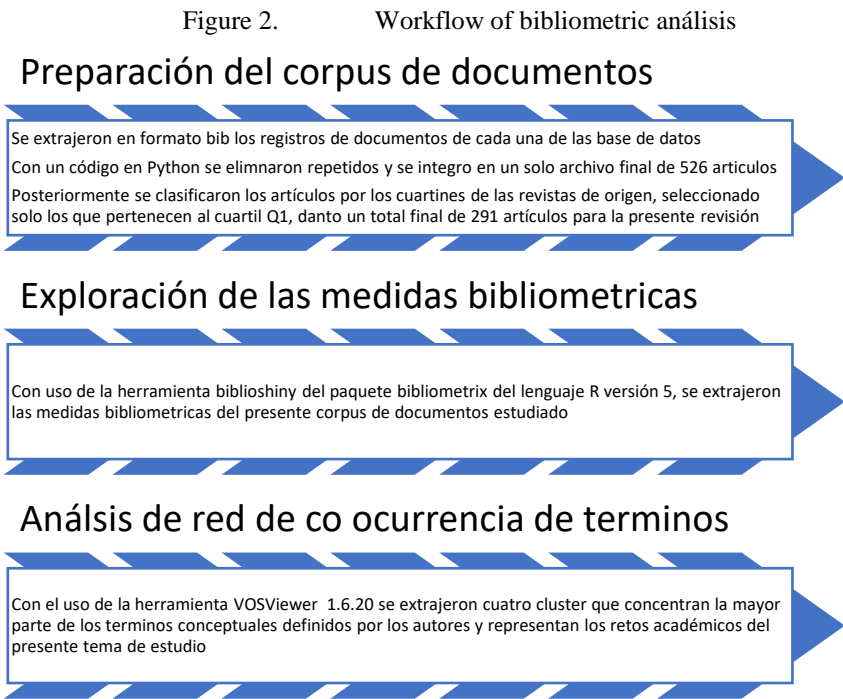 Figure 2. Workflow of bibliometric análisis
Preparación del corpus de documentos
Se extrajeron en formato bib los registros de documentos de cada una de las base de datos
Con un código en Python se elimnaron repetidos y se integro en un solo archivo final de 526 articulos
Posteriormente se clasificaron los artículos por los cuartines de las revistas de origen, seleccionado
solo los que pertenecen al cuartil Q1, danto un total final de 291 artículos para la presente revisión
Exploración de las medidas bibliometricas
Con uso de la herramienta biblioshiny del paquete bibliometrix del lenguaje R versión 5, se extrajeron
las medidas bibliometricas del presente corpus de documentos estudiado
Análsis de red de co ocurrencia de terminos
Con el uso de la herramienta VOSViewer 1.6.20 se extrajeron cuatro cluster que concentran la mayor
parte de los terminos conceptuales definidos por los autores y representan los retos académicos del
presente tema de estudio